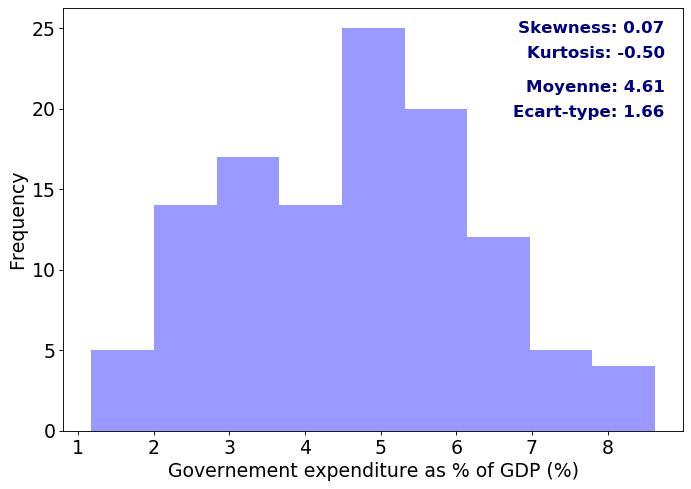 Skewness: 0.07
Kurtosis: -0.50
Moyenne: 4.61
Ecart-type: 1.66
25
20
15
10
5
0
Frequency
1 2 3 4 5 6 7 8
Governement expenditure as % of GDP (%)